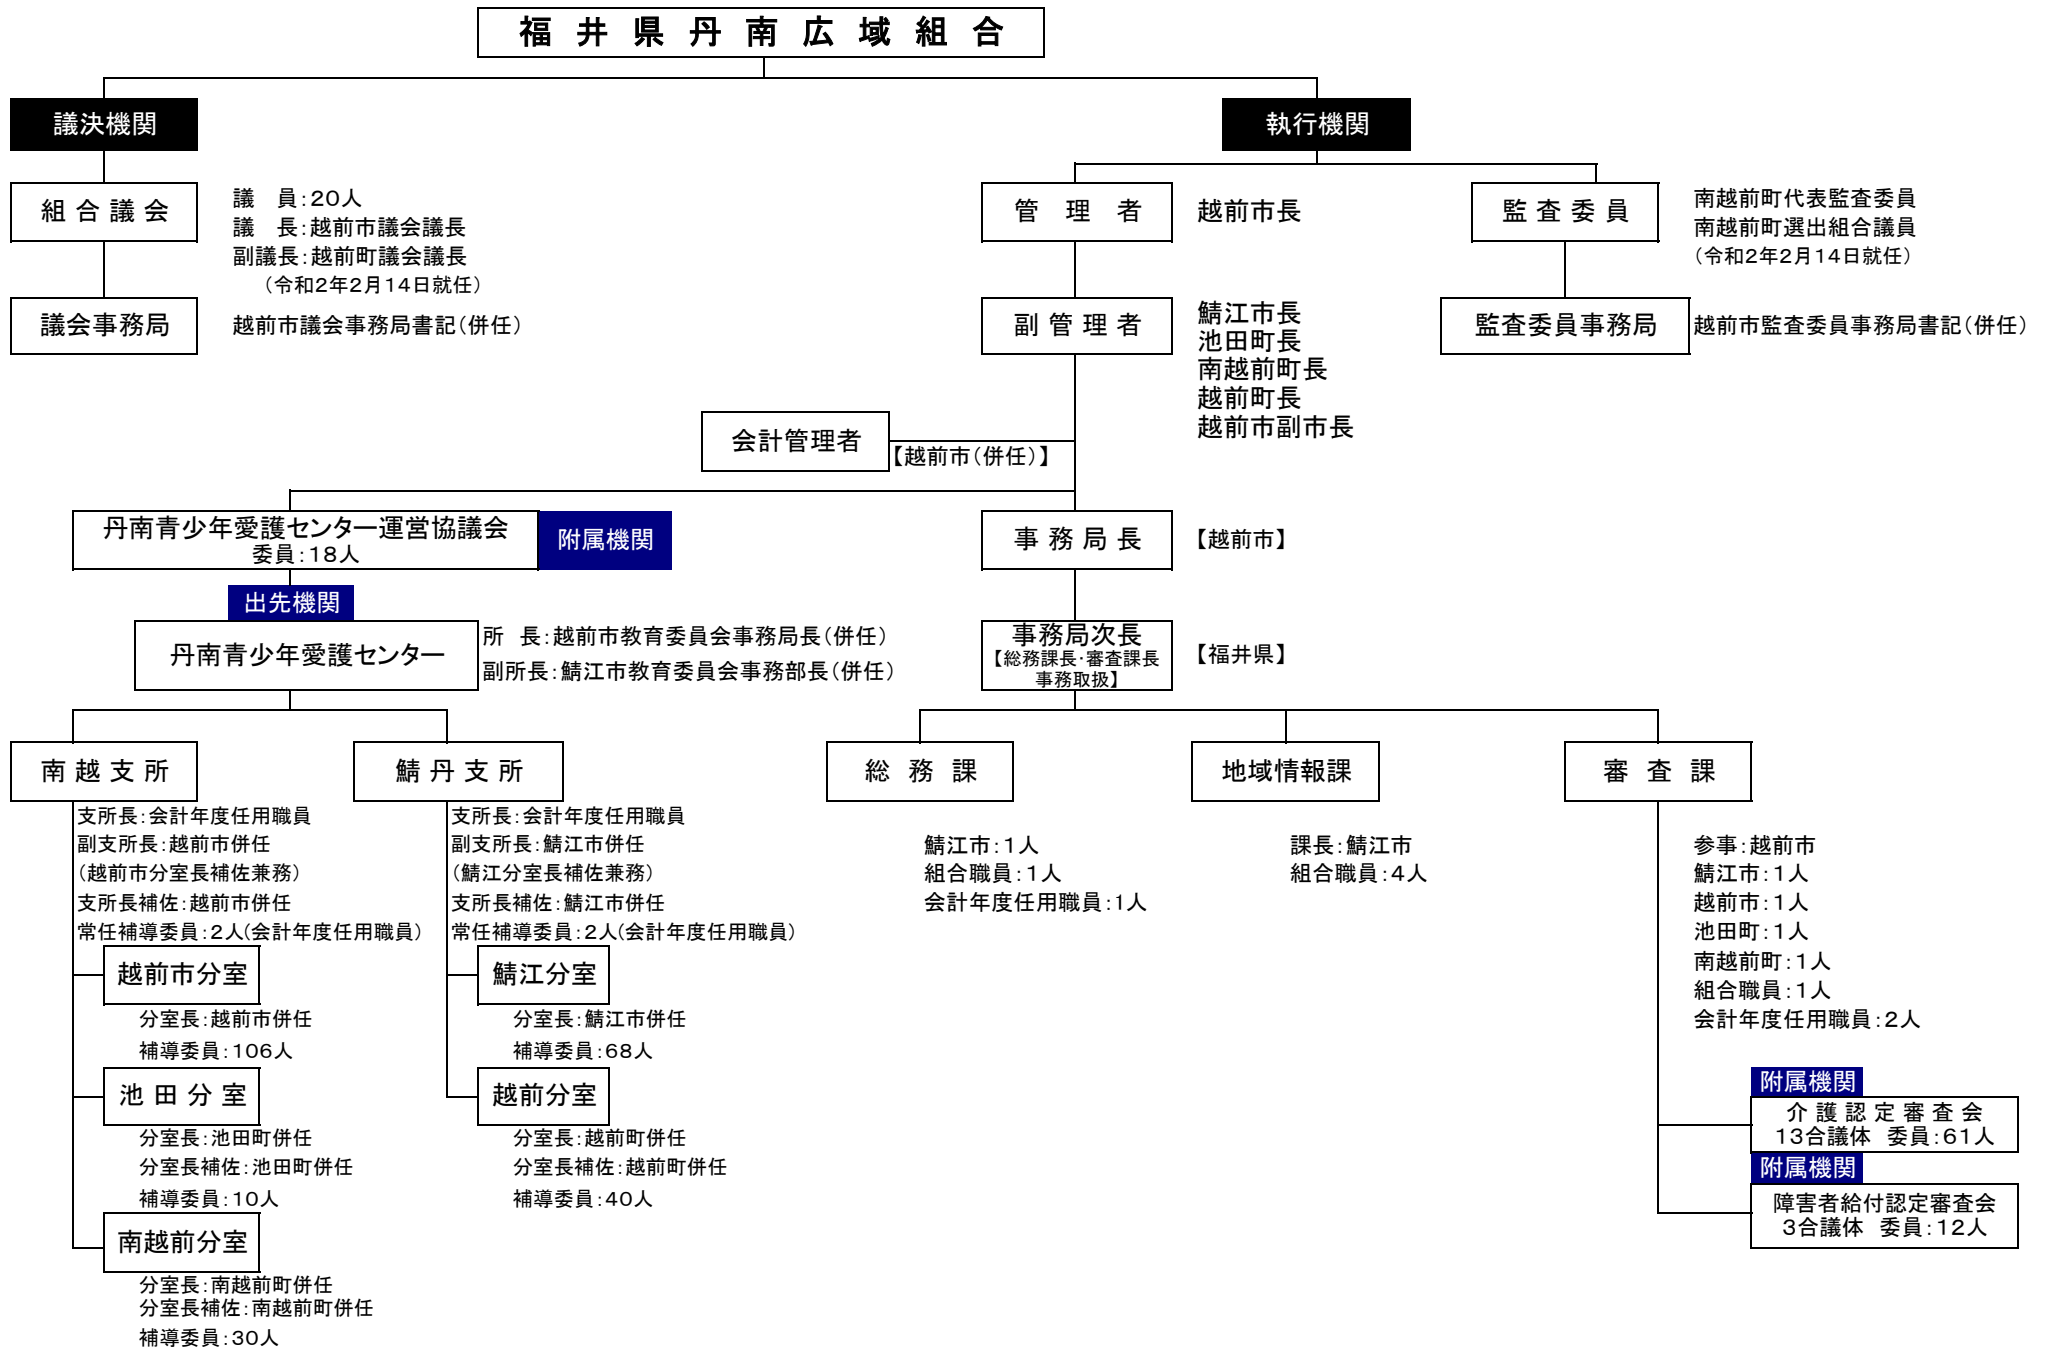 福井県丹南広域組合
議決機関
執行機関
組合議会
議　員：20人
議　長：越前市議会議長
副議長：越前町議会議長
（令和2年2月14日就任）
議会事務局
越前市議会事務局書記（併任）
管理者
越前市長
監査委員
南越前町代表監査委員
南越前町選出組合議員
（令和2年2月14日就任）
副管理者
鯖江市長
池田町長
南越前町長
越前町長
越前市副市長
監査委員事務局
越前市監査委員事務局書記（併任）
会計管理者
【越前市（併任）】
丹南青少年愛護センター運営協議会
委員：18人
附属機関
事務局長
【越前市】
出先機関
丹南青少年愛護センター
所　長：越前市教育委員会事務局長（併任）
副所長：鯖江市教育委員会事務部長（併任）
事務局次長
【総務課長・審査課長
事務取扱】
【福井県】
南越支所
支所長：会計年度任用職員
副支所長：越前市併任
（越前市分室長補佐兼務）
支所長補佐：越前市併任
常任補導委員：2人（会計年度任用職員）
越前市分室
分室長：越前市併任
補導委員：106人
池田分室
分室長：池田町併任
分室長補佐：池田町併任
補導委員：10人
南越前分室
分室長：南越前町併任
分室長補佐：南越前町併任
補導委員：30人
鯖丹支所
支所長：会計年度任用職員
副支所長：鯖江市併任
（鯖江分室長補佐兼務）
支所長補佐：鯖江市併任
常任補導委員：2人（会計年度任用職員）
鯖江分室
分室長：鯖江市併任
補導委員：68人
越前分室
分室長：越前町併任
分室長補佐：越前町併任
補導委員：40人
総務課
鯖江市：1人
組合職員：1人
会計年度任用職員：1人
地域情報課
課長：鯖江市
組合職員：4人
審査課
参事：越前市
鯖江市：1人
越前市：1人
池田町：1人
南越前町：1人
組合職員：1人
会計年度任用職員：2人
附属機関
介護認定審査会
13合議体　委員：61人
附属機関
障害者給付認定審査会
3合議体　委員：12人